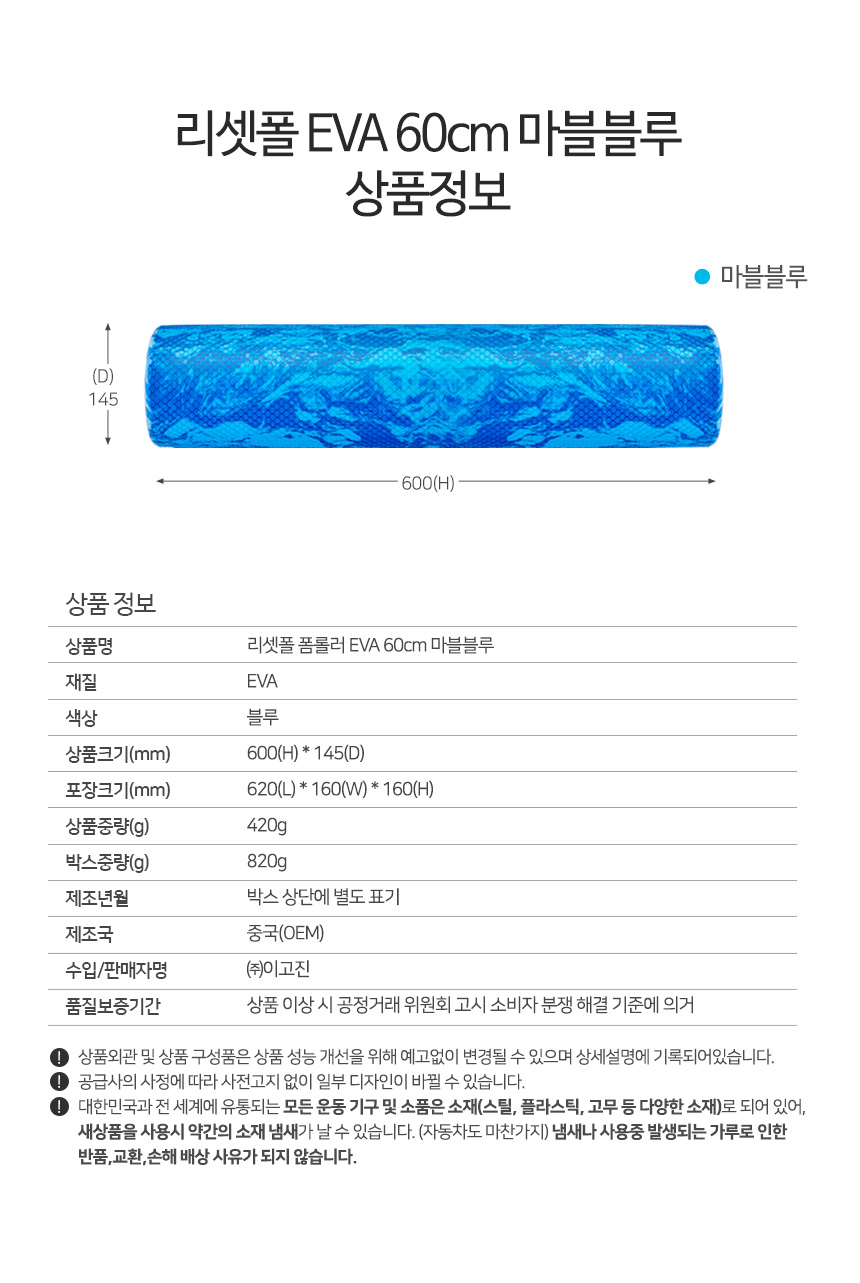 리셋폴 EVA 60cm 마블블루
상품정보
마블블루
(D)
145
600(H)
상품 정보
상품명 리셋폴 폼롤러 EVA 60cm 마블블루
재질 EVA
색상 블루
상품크기(mm) 600(H) * 145(D)
포장크기(mm) 620(L) * 160(W) * 160(H)
상품중량(g) 420g
박스중량(g) 820g
제조년월 박스 상단에 별도 표기
제조국 중국(OEM)
수입/판매자명 ㈜이고진
품질보증기간 상품 이상 시 공정거래 위원회 고시 소비자 분쟁 해결 기준에 의거
! 상품외관 및 상품 구성품은 상품 성능 개선을 위해 예고없이 변경될 수 있으며 상세설명에 기록되어있습니다.
! 공급사의 사정에 따라 사전고지 없이 일부 디자인이 바뀔 수 있습니다.
! 대한민국과 전 세계에 유통되는 모든 운동 기구 및 소품은 소재(스틸, 플라스틱, 고무 등 다양한 소재)로 되어 있어,
새상품을 사용시 약간의 소재 냄새가 날 수 있습니다. (자동차도 마찬가지) 냄새나 사용중 발생되는 가루로 인한
반품,교환,손해 배상 사유가 되지 않습니다.